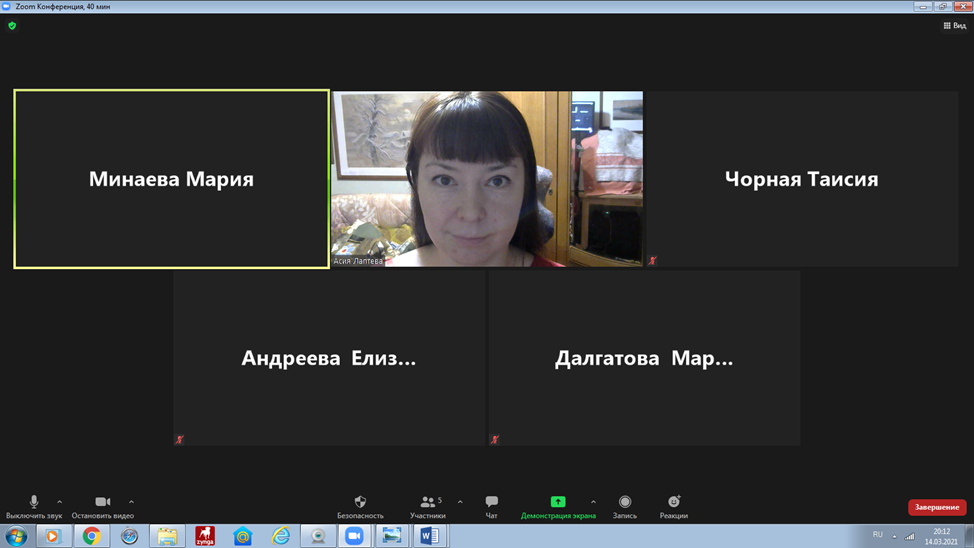 Zoom Конференция, 40 мин
Вид
Минаева Мария
Асия Лаптева
Чорная Таисия
Андреева Елиз...
Далгатова Мар...
Выключить звук
Остановить видео
Безопасность
5
Участники
Чат
Демонстрация экрана
Запись
Реакции
Завершение
zynga
RU
20:12
14.03.2021